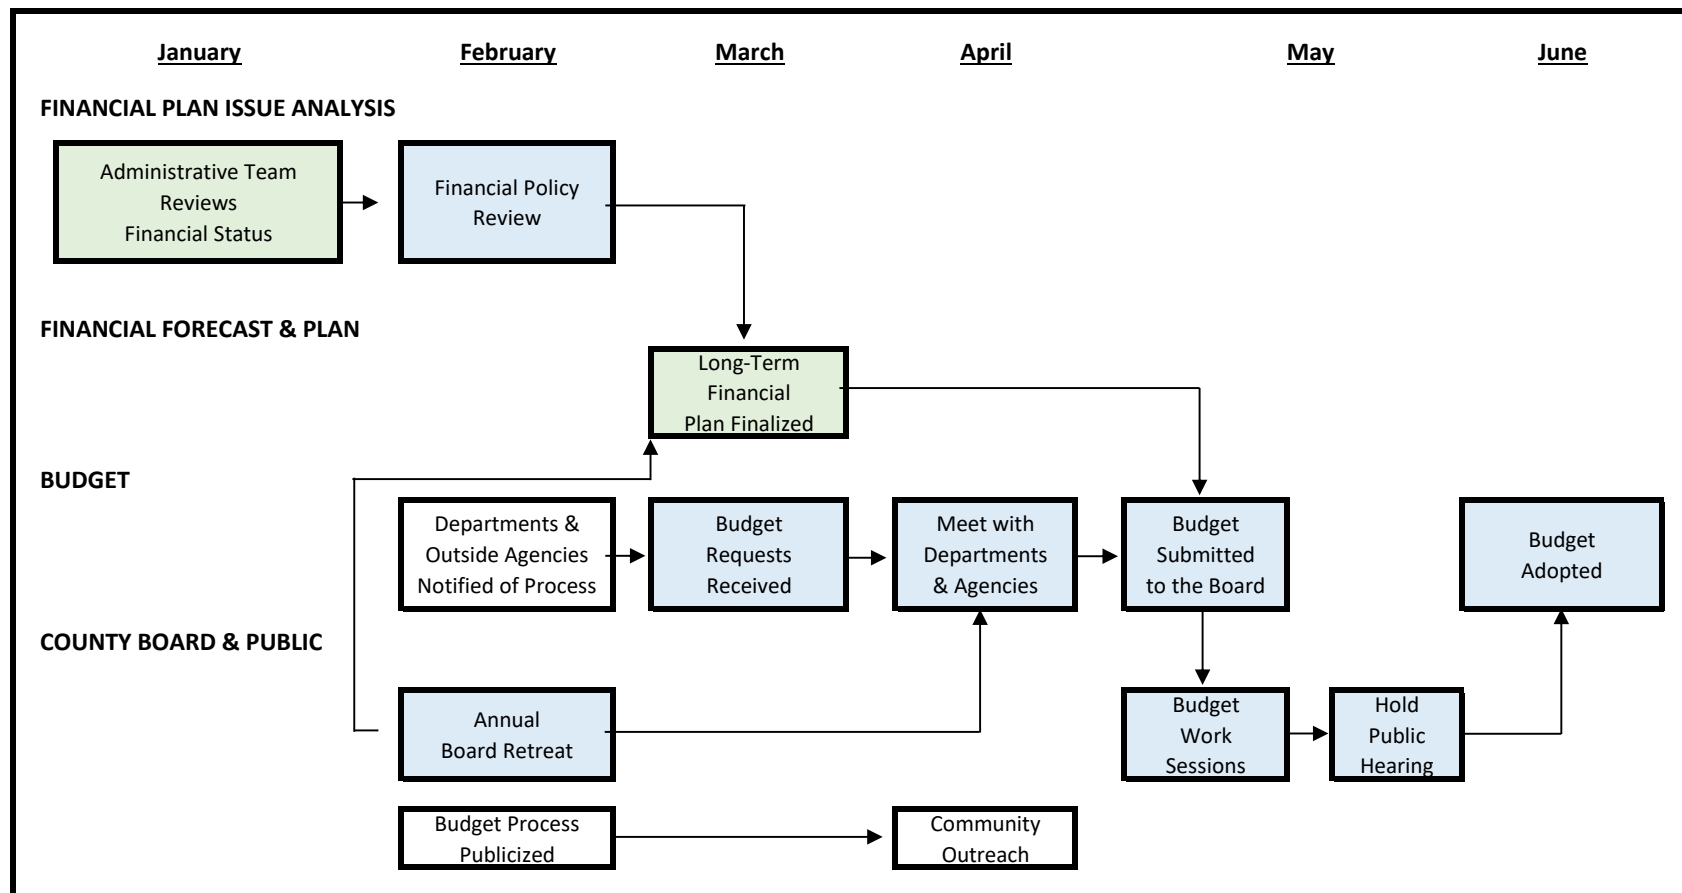 January
February
March
April
May
June
FINANCIAL PLAN ISSUE ANALYSIS
Administrative Team
Reviews
Financial Status
Financial Policy
Review
FINANCIAL FORECAST & PLAN
Long-Term
Financial
Plan Finalized
BUDGET
Departments &
Outside Agencies
Notified of Process
Budget
Requests
Received
Meet with
Departments
& Agencies
Budget
Submitted
to the Board
Budget
Adopted
COUNTY BOARD & PUBLIC
Annual
Board Retreat
Budget
Work
Sessions
Hold
Public
Hearing
Budget Process
Publicized
Community
Outreach